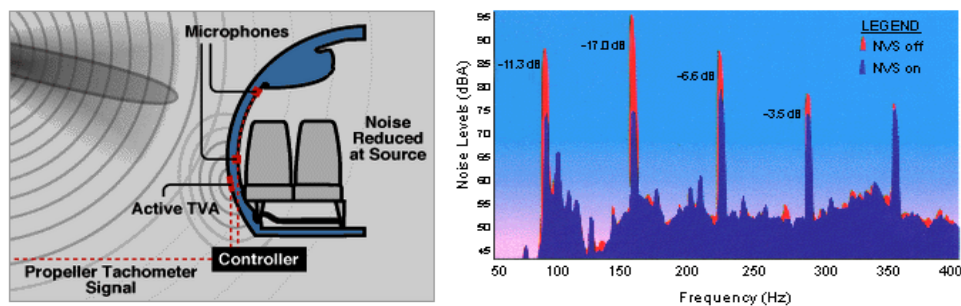 Microphones
Noise
Reduced
at Source
Active TVA
Controller
Propeller Tachometer
Signal
Noise Levels (dBA)
95
90
85
80
75
70
65
60
55
50
45
-11.3 dB
-17.0 dB
-6.6 dB
-3.5 dB
LEGEND
NVS off
NVS on
50 100 150 200 250 300 350 400
Frequency (Hz)